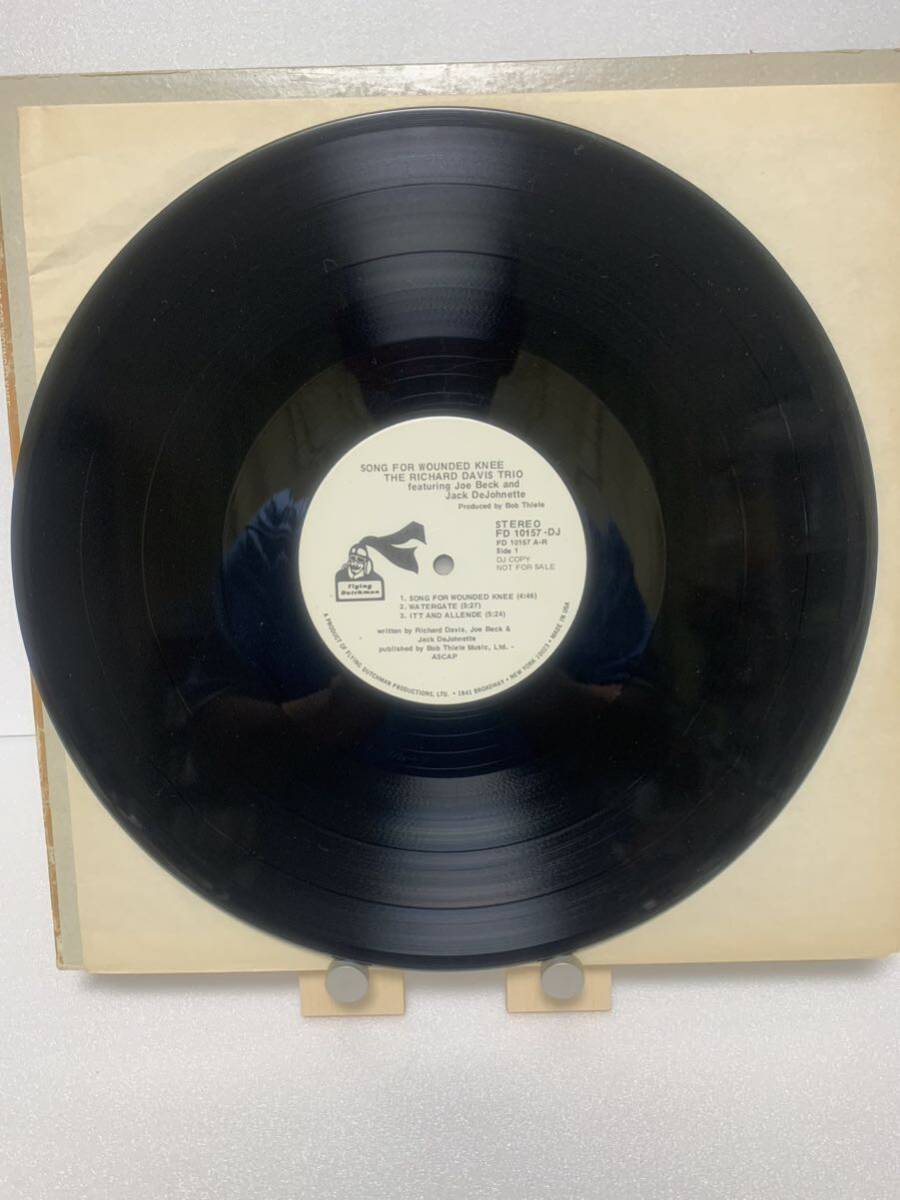 SONG FOR WOUNDED KNEE
THE RICHARD DAVIS TRIO
featuring Joe Beck and
Jack DeJohnette
Produced by Bob Thiele
STEREO
FD 10157-DJ
FD 10157 A-R
Side 1
DJ COPY
NOT FOR SALE
Flying
Dutchman
1. SONG FOR WOUNDED KNEE (4:46)
2. WATERGATE (5:27)
3. ITT AND ALLENDE (5:24)
written by Richard Davis, Joe Beck &
Jack DeJohnette
published by Bob Thiele Music, Ltd. -
ASCAP
A PRODUCT OF FLYING DUTCHMAN PRODUCTIONS, LTD. • 1841 BROADWAY • NEW YORK 10023 • MADE IN USA